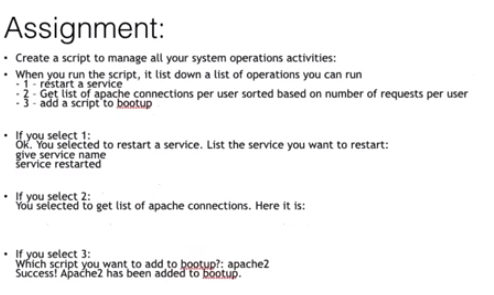 Assignment:
• Create a script to manage all your system operations activities:
• When you run the script, it list down a list of operations you can run
- 1 - restart a service
- 2 - Get list of apache connections per user sorted based on number of requests per user
- 3 - add a script to bootup
• If you select 1:
OK. You selected to restart a service. List the service you want to restart:
give service name
service restarted
• If you select 2:
You selected to get list of apache connections. Here it is:
• If you select 3:
Which script you want to add to bootup?: apache2
Success! Apache2 has been added to bootup.